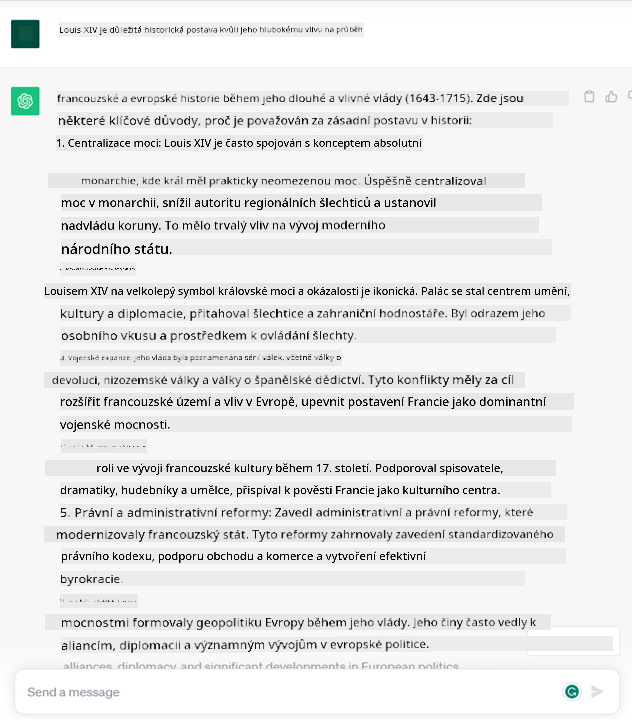 Louis XIV je důležitá historická postava kvůli jeho hlubokému vlivu na průběh
francouzské a evropské historie během jeho dlouhé a vlivné vlády (1643-1715). Zde jsou
některé klíčové důvody, proč je považován za zásadní postavu v historii:
1. Centralizace moci: Louis XIV je často spojován s konceptem absolutní
monarchie, kde král měl prakticky neomezenou moc. Úspěšně centralizoval
moc v monarchii, snížil autoritu regionálních šlechticů a ustanovil
nadvládu koruny. To mělo trvalý vliv na vývoj moderního
národního státu.
Louisem XIV na velkolepý symbol královské moci a okázalosti je ikonická. Palác se stal centrem umění,
kultury a diplomacie, přitahoval šlechtice a zahraniční hodnostáře. Byl odrazem jeho
osobního vkusu a prostředkem k ovládání šlechty.
Vojenské expanze: Jeho vláda byla poznamenána sérií válek, včetně války o
devoluci, nizozemské války a války o španělské dědictví. Tyto konflikty měly za cíl
rozšířit francouzské území a vliv v Evropě, upevnit postavení Francie jako dominantní
vojenské mocnosti.
roli ve vývoji francouzské kultury během 17. století. Podporoval spisovatele,
dramatiky, hudebníky a umělce, přispíval k pověsti Francie jako kulturního centra.
5. Právní a administrativní reformy: Zavedl administrativní a právní reformy, které
modernizovaly francouzský stát. Tyto reformy zahrnovaly zavedení standardizovaného
právního kodexu, podporu obchodu a komerce a vytvoření efektivní
byrokracie.
mocnostmi formovaly geopolitiku Evropy během jeho vlády. Jeho činy často vedly k
aliancím, diplomacii a významným vývojům v evropské politice.
alliances, diplomacy, and significant developments in European politics.
Send a message